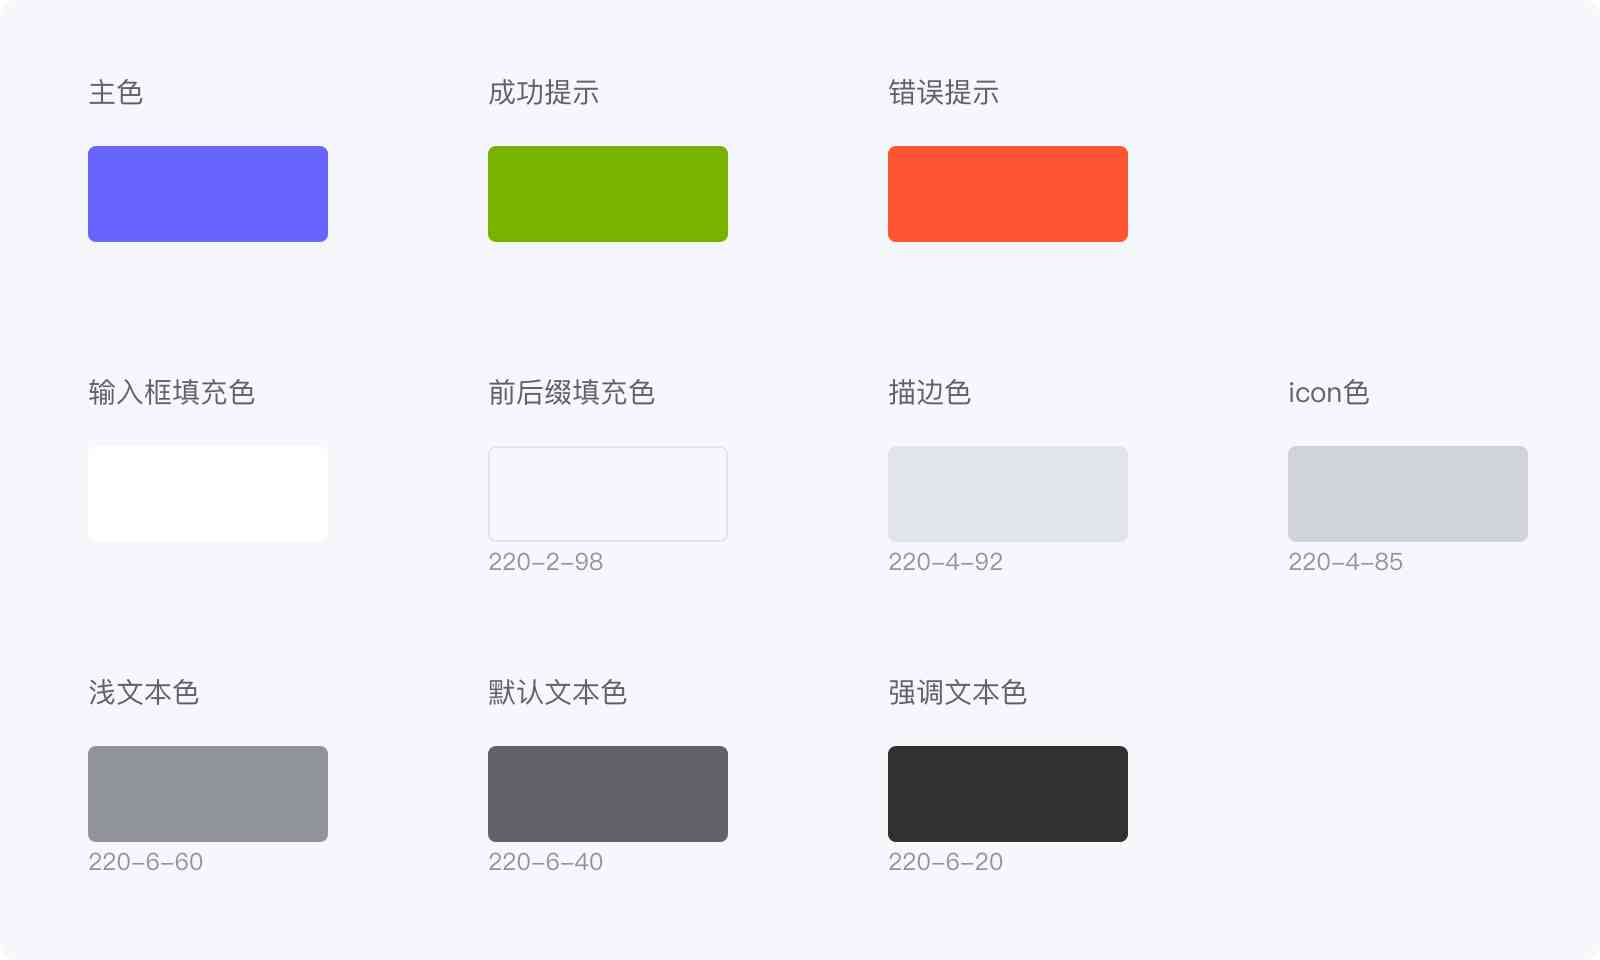 主色
成功提示
错误提示
输入框填充色
前后缀填充色
描边色
icon色
220-2-98
220-4-92
220-4-85
浅文本色
默认文本色
强调文本色
220-6-60
220-6-40
220-6-20